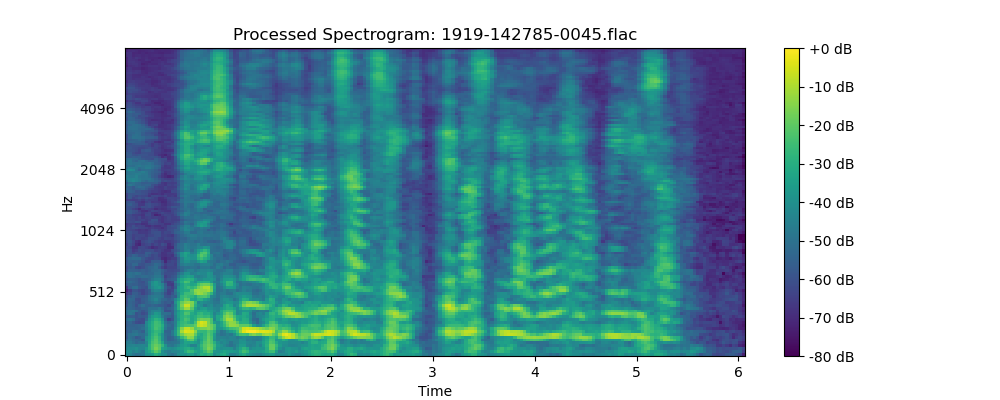 Processed Spectrogram: 1919-142785-0045.flac
Hz
4096
2048
1024
512
0
0 1 2 3 4 5 6
Time
+0 dB
-10 dB
-20 dB
-30 dB
-40 dB
-50 dB
-60 dB
-70 dB
-80 dB